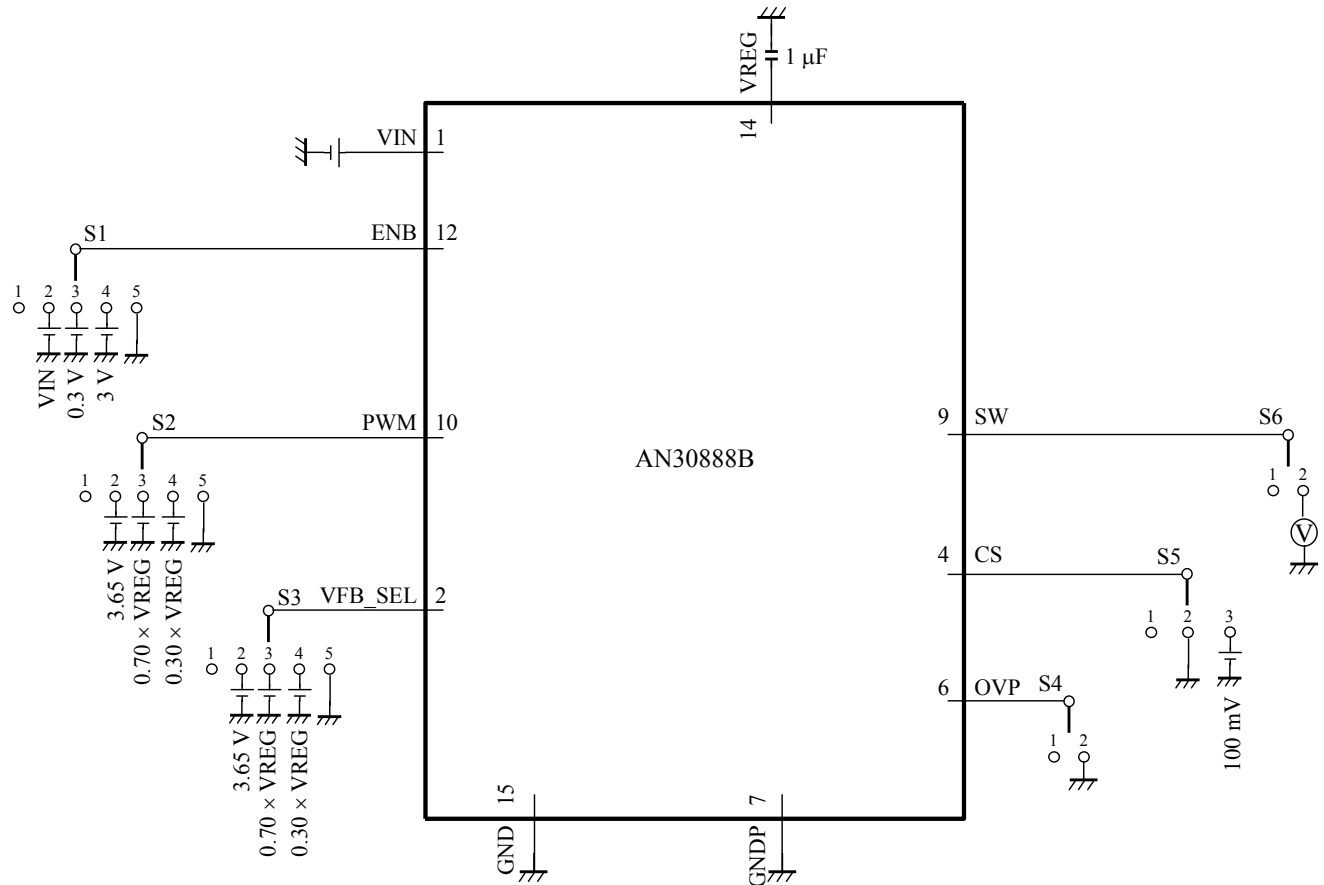 VREG
1 μF
14
VIN 1
S1
ENB 12
1 2 3 4 5
VIN
0.3 V
3 V
S2
PWM 10
9 SW
S6
AN30888B
1 2 3 4 5
1 2
V
3.65 V
0.70 × VREG
0.30 × VREG
4 CS
S5
S3
VFB_SEL 2
1 2 3
1 2 3 4 5
6 OVP
S4
100 mV
1 2
3.65 V
0.70 × VREG
0.30 × VREG
15
GND
7
GNDP